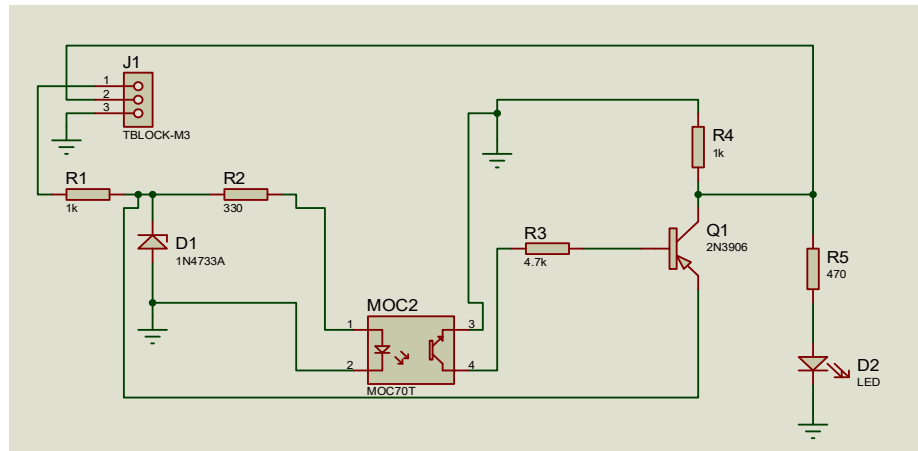 J1
1
2
3
TBLOCK-M3
R1
1k
R2
330
D1
1N4733A
MOC2
1
2
3
4
MOC70T
R3
4.7k
R4
1k
Q1
2N3906
R5
470
D2
LED